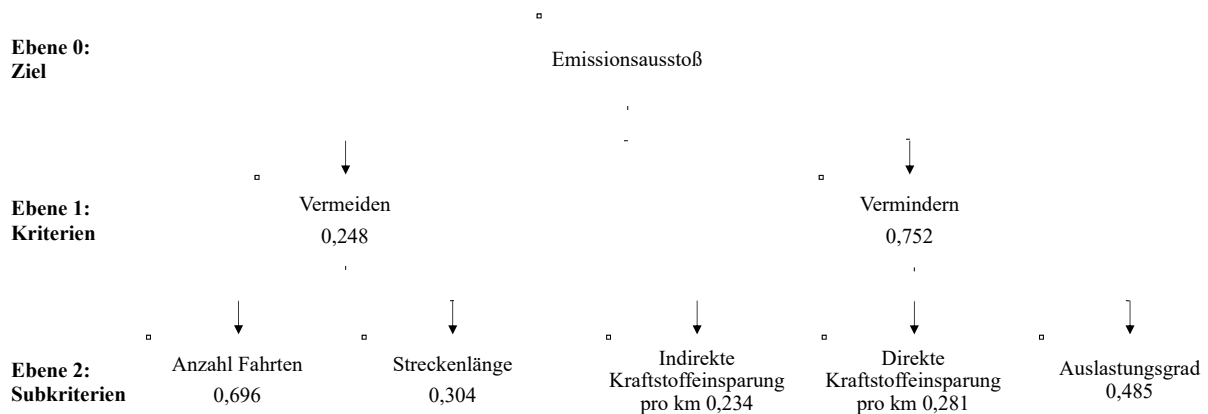 Ebene 0:
Ziel
Emissionsausstoß
Ebene 1:
Kriterien
Vermeiden
0,248
Vermindern
0,752
Ebene 2:
Subkriterien
Anzahl Fahrten
0,696
Streckenlänge
0,304
Indirekte
Kraftstoffeinsparung
pro km 0,234
Direkte
Kraftstoffeinsparung
pro km 0,281
Auslastungsgrad
0,485